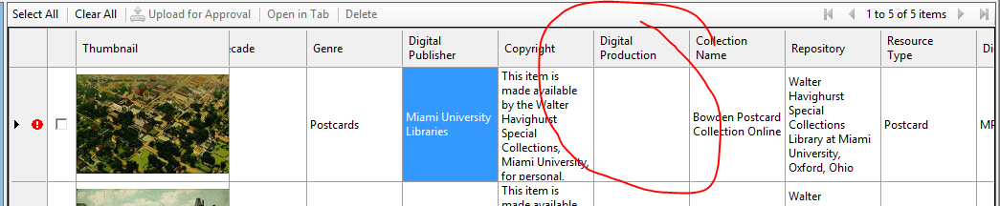 Select All Clear All Upload for Approval Open in Tab Delete 1 to 5 of 5 items
Thumbnail
Genre
Digital
Publisher
Copyright
Digital
Production
Collection
Name
Repository
Resource
Type
Postcards
Miami University
Libraries
This item is
made available
by the Walter
Havighurst
Special
Collections,
Miami University,
for personal,
Bowden Postcard
Collection Online
Walter
Havighurst
Special
Collections
Library at Miami
University,
Oxford, Ohio
Postcard
This item is
made available
Walter